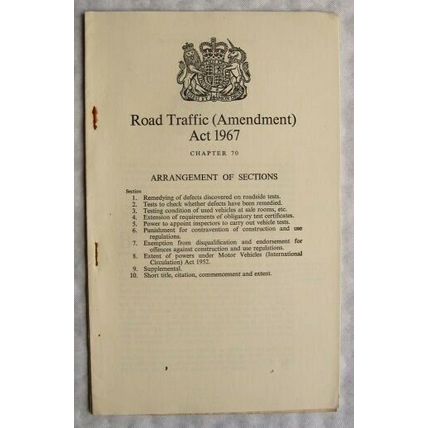 Road Traffic (Amendment)
Act 1967
CHAPTER 70
ARRANGEMENT OF SECTIONS
Section
1. Remedying of defects discovered on roadside tests.
2. Tests to check whether defects have been remedied.
3. Testing condition of used vehicles at sale rooms, etc.
4. Extension of requirements of obligatory test certificates.
5. Power to appoint inspectors to carry out vehicle tests.
6. Punishment for contravention of construction and use
regulations.
7. Exemption from disqualification and endorsement for
offences against construction and use regulations.
8. Extent of powers under Motor Vehicles (International
Circulation) Act 1952.
9. Supplemental.
10. Short title, citation, commencement and extent.